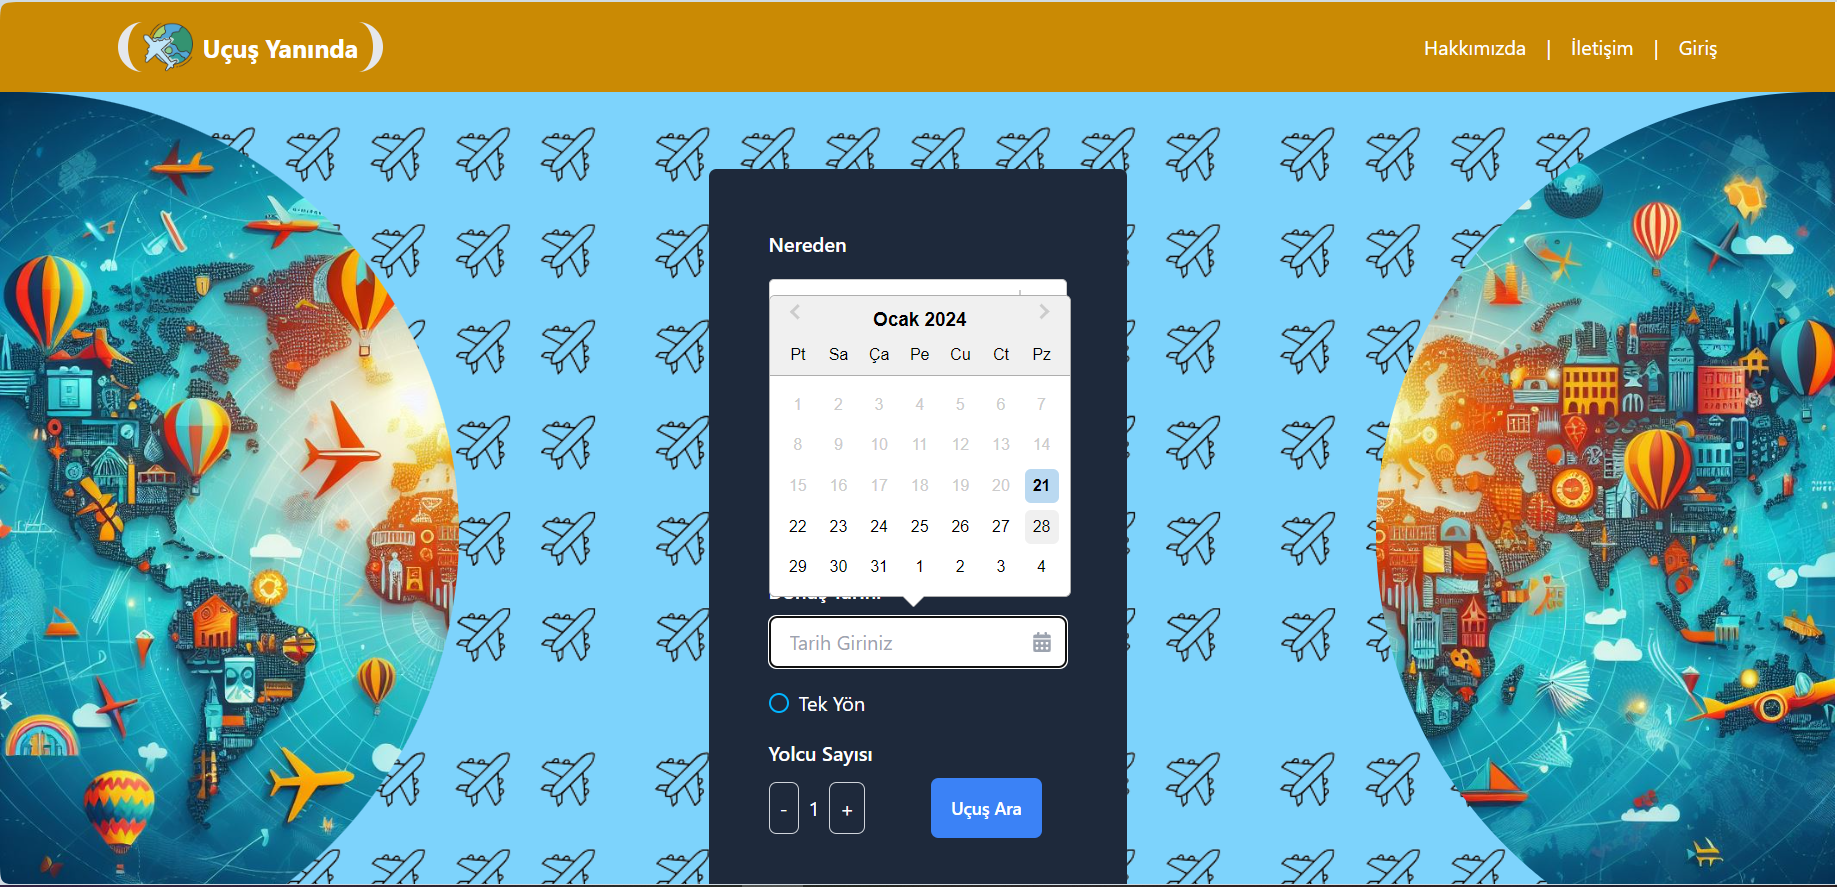 Uçuş Yanında
Hakkımızda | İletişim | Giriş
Nereden
Ocak 2024
Pt Sa Ça Pe Cu Ct Pz
1 2 3 4 5 6 7
8 9 10 11 12 13 14
15 16 17 18 19 20 21
22 23 24 25 26 27 28
29 30 31 1 2 3 4
Tarih Giriniz
Tek Yön
Yolcu Sayısı
- 1 +
Uçuş Ara